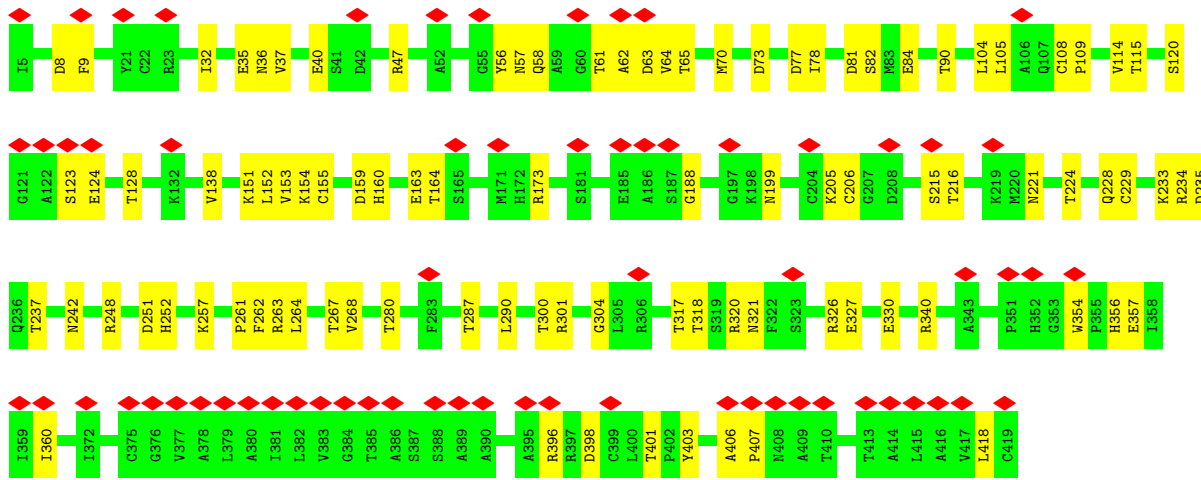 I5 D8 F9 Y21 C22 R23 I32 E35 N36 V37 E40 S41 D42 R47 A52 G55 Y56 N57 Q58 A59 G60 T61 A62 D63 V64 T65 M70 D73 D77 I78 D81 S82 M83 E84 T90 L104 L105 A106 Q107 C108 P109 V114 T115 S120
G121 A122 S123 E124 T128 K132 V138 K151 L152 V153 K154 C155 D159 H160 E163 T164 S165 M171 H172 R173 S181 E185 A186 S187 G188 G197 K198 N199 C204 K205 C206 G207 D208 S215 T216 K219 M220 N221 T224 Q228 C229 K233 R234 D235
Q236 T237 N242 R248 D251 H252 K257 P261 F262 R263 L264 T267 V268 T280 F283 T287 L290 T300 R301 G304 L305 R306 T317 T318 S319 R320 N321 F322 S323 R326 E327 E330 R340 A343 P351 H352 G353 W354 P355 H356 E357 I358
I359 I360 I372 C375 G376 V377 A378 L379 A380 I381 L382 V383 G384 T385 A386 S387 S388 A389 A390 A395 R396 R397 D398 C399 L400 T401 P402 Y403 A406 P407 N408 A409 T410 T413 A414 L415 A416 V417 L418 C419